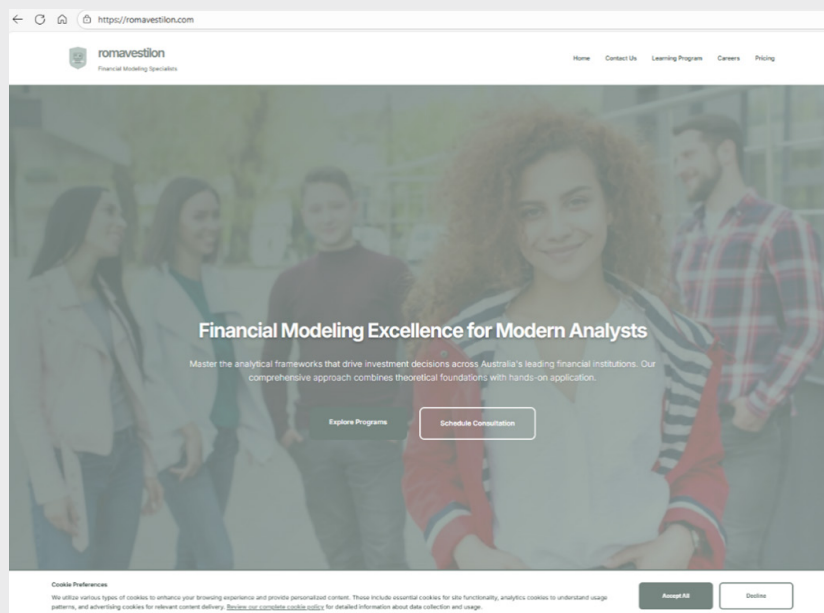 https://romavestilon.com
romavestilon
Financial Modeling Specialists
Home Contact Us Learning Program Careers Pricing
Financial Modeling Excellence for Modern Analysts
Master the analytical frameworks that drive investment decisions across Australia's leading financial institutions. Our
comprehensive approach combines theoretical foundations with hands-on application.
Explore Programs Schedule Consultation
Cookie Preferences
We utilize various types of cookies to enhance your browsing experience and provide personalized content. These include essential cookies for site functionality, analytics cookies to understand usage
patterns, and advertising cookies for relevant content delivery. Review our complete cookie policy for detailed information about data collection and usage.
Accept All Decline